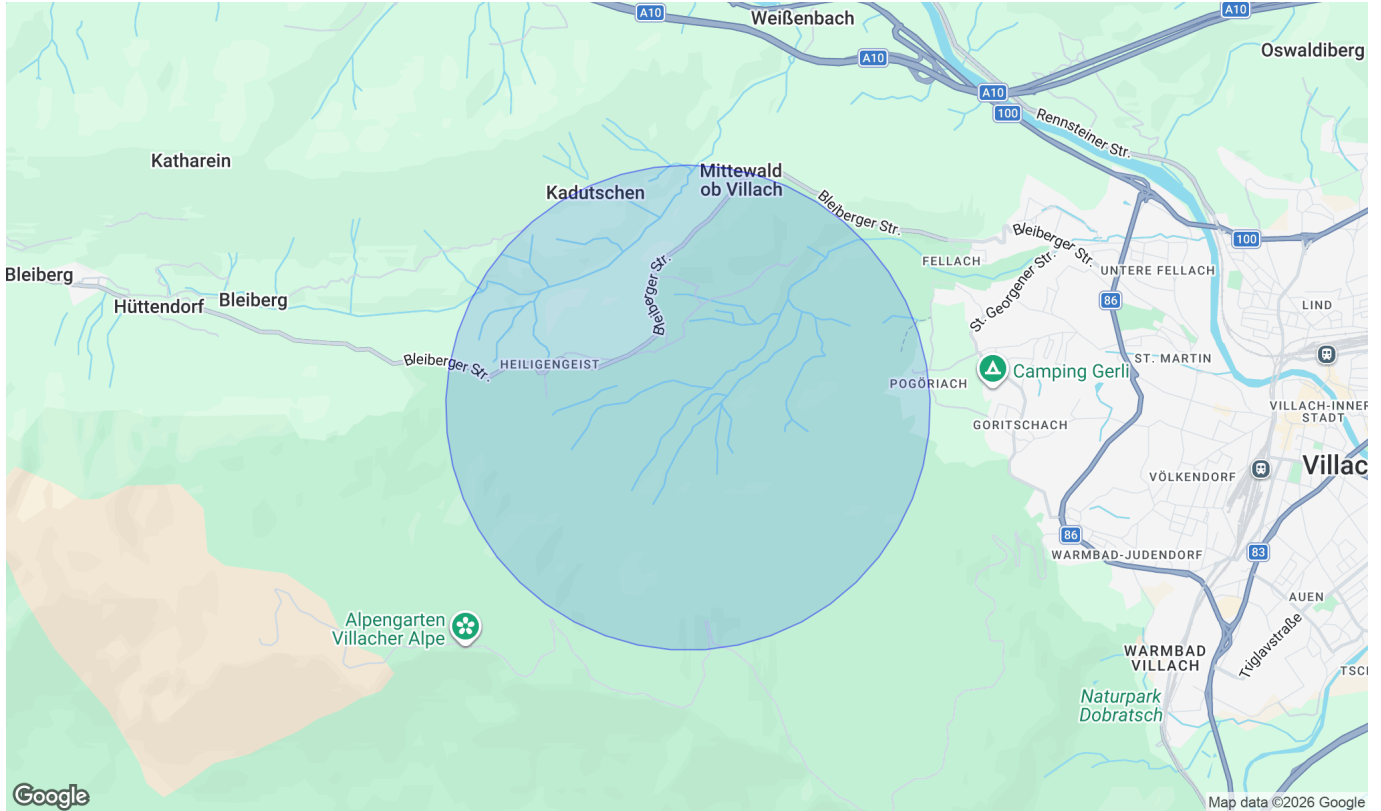 A10
Weißenbach
A10
Oswaldiberg
A10
A10
100
Rennsteiner Str.
Katharein
Mittewald
ob Villach
Kadutschen
Bleiberger Str.
Bleiberger Str.
100
FELLACH
Bleiberger Str.
St. Georgener Str.
UNTERE FELLACH
Bleiberg
Hüttendorf
Bleiberg
86
LIND
Bleiberger Str.
HEILIGENGEIST
ST. MARTIN
Camping Gerli
POGÖRIACH
VILLACH-INNER
STADT
GORITSCHACH
Villac
VÖLKENDORF
86
WARMBAD-JUDENDORF
83
AUEN
Alpengarten
Villacher Alpe
Triglavstraße
WARMBAD
VILLACH
TSCH
Naturpark
Dobratsch
Google
Map data ©2026 Google